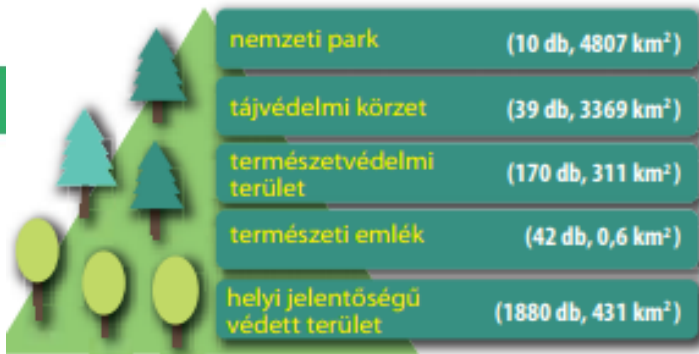 nemzeti park (10 db, 4807 km²)
tájvédelmi körzet (39 db, 3369 km²)
természetvédelmi
terület (170 db, 311 km²)
természeti emlék (42 db, 0,6 km²)
helyi jelentőségű
védett terület (1880 db, 431 km²)